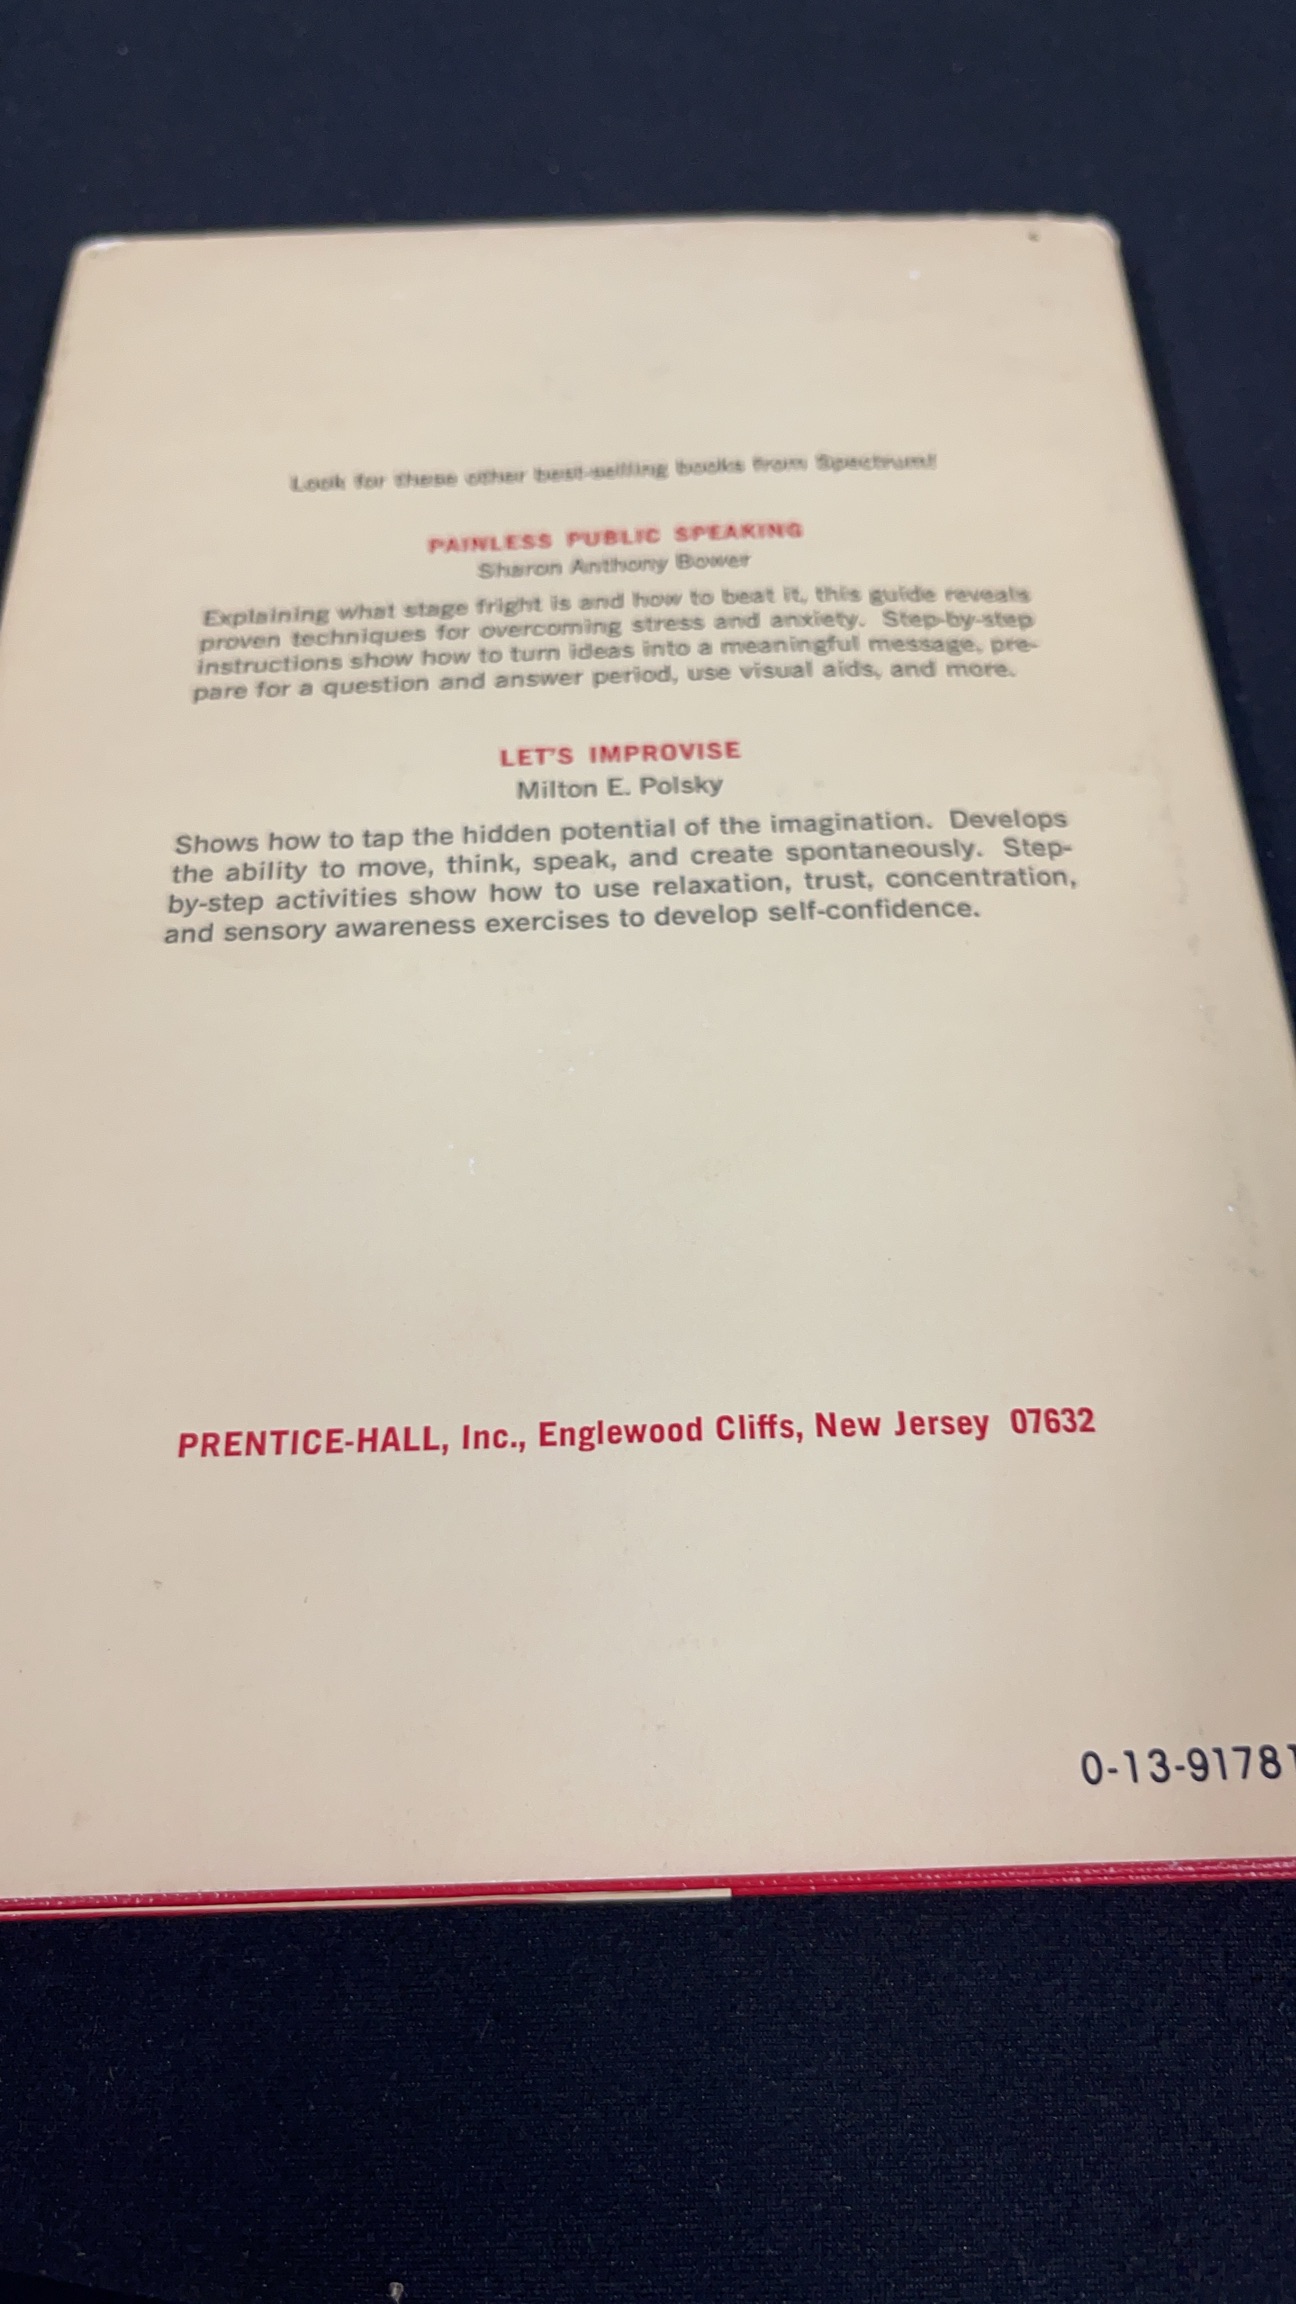 Look for these other best-selling books from Spectrum!
PAINLESS PUBLIC SPEAKING
Sharon Anthony Bower
Explaining what stage fright is and how to beat it, this guide reveals
proven techniques for overcoming stress and anxiety. Step-by-step
instructions show how to turn ideas into a meaningful message, pre-
pare for a question and answer period, use visual aids, and more.
LET'S IMPROVISE
Milton E. Polsky
Shows how to tap the hidden potential of the imagination. Develops
the ability to move, think, speak, and create spontaneously. Step-
by-step activities show how to use relaxation, trust, concentration,
and sensory awareness exercises to develop self-confidence.
PRENTICE-HALL, Inc., Englewood Cliffs, New Jersey 07632
0-13-91781